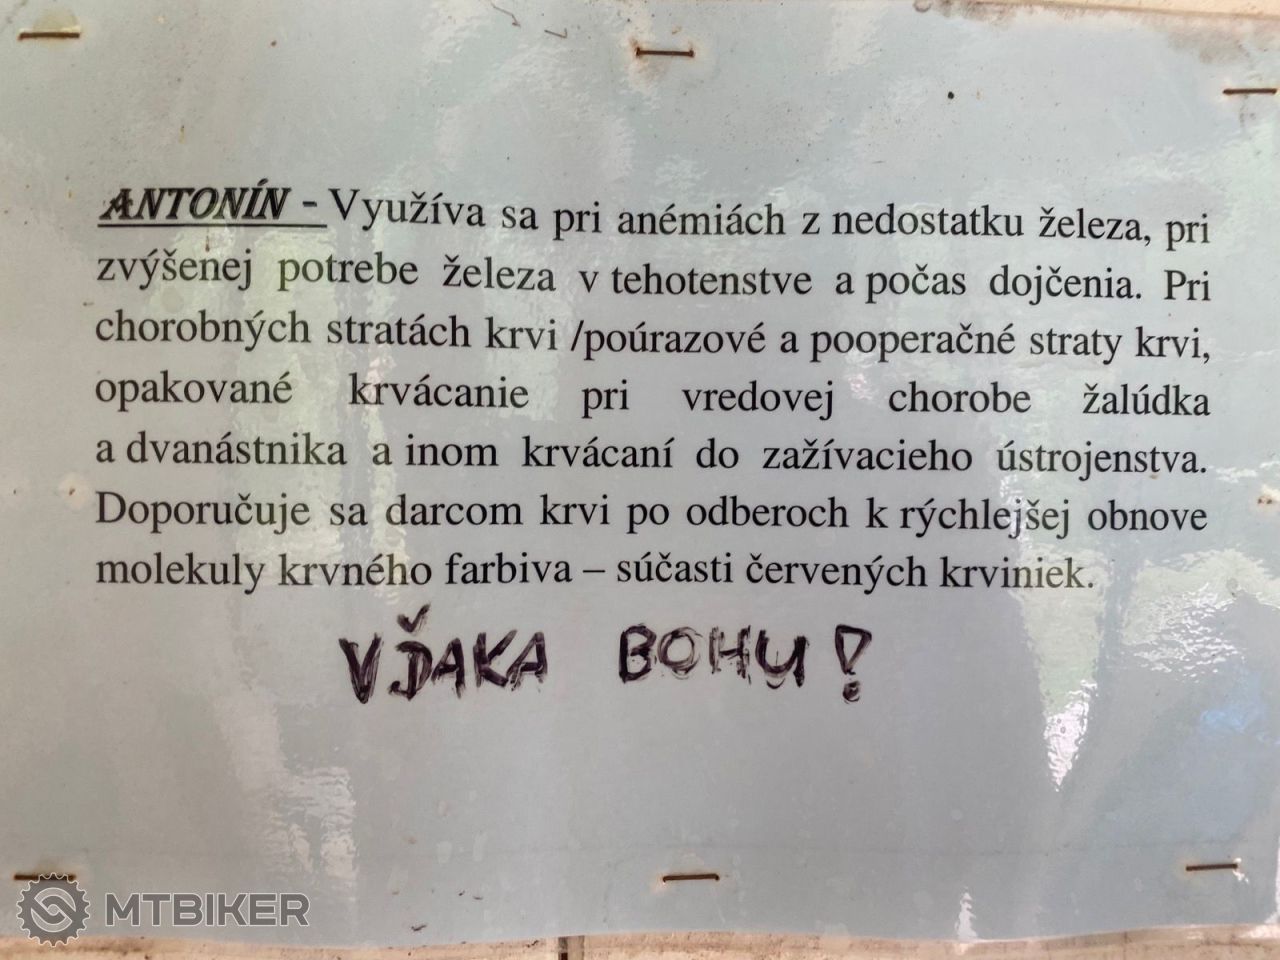 ANTONÍN - Využíva sa pri anémiách z nedostatku železa, pri
zvýšenej potrebe železa v tehotenstve a počas dojčenia. Pri
chorobných stratách krvi /poúrazové a pooperačné straty krvi,
opakované krvácanie pri vredovej chorobe žalúdka
a dvanástnika a inom krvácaní do zažívacieho ústrojenstva.
Doporučuje sa darcom krvi po odberoch k rýchlejšej obnove
molekuly krvného farbiva – súčasti červených krviniek.
VĎAKA BOHU!
MTBIKER